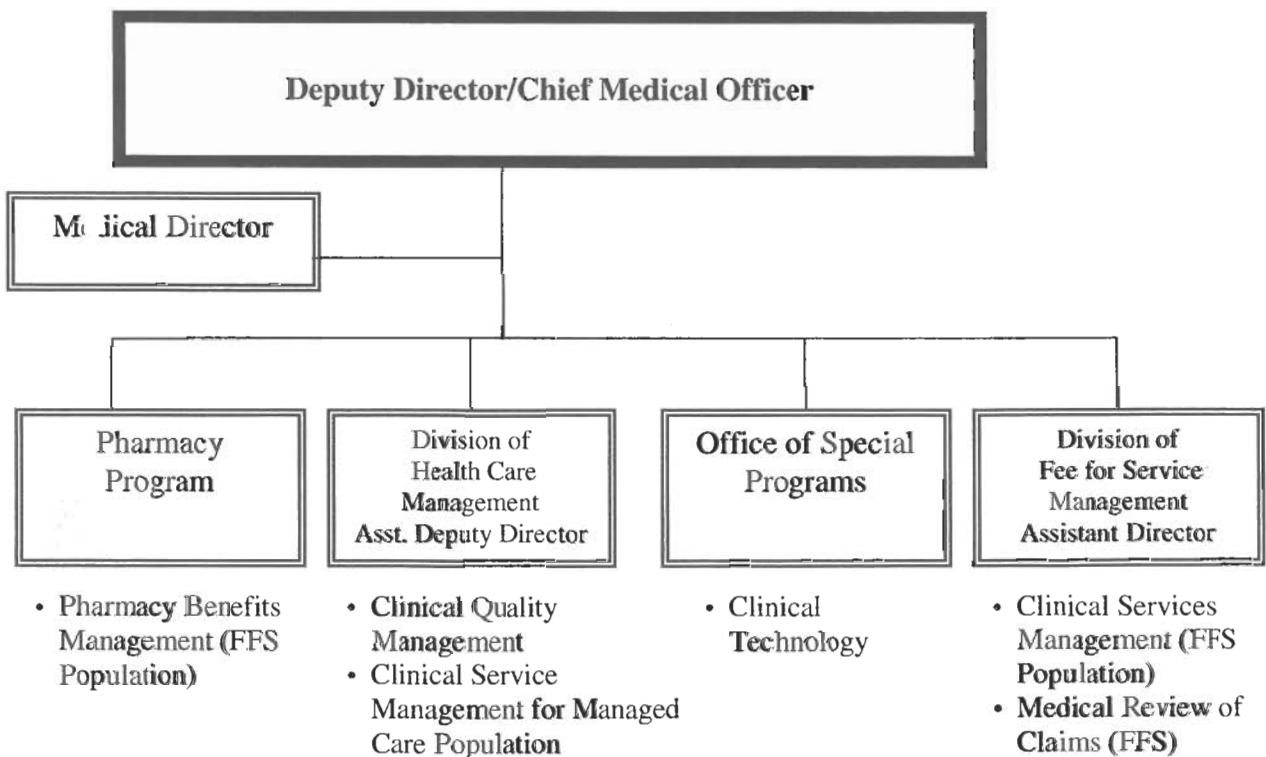 Deputy Director/Chief Medical Officer
Medical Director
Pharmacy
Program
Division of
Health Care
Management
Asst. Deputy Director
Office of Special
Programs
Division of
Fee for Service
Management
Assistant Director
• Pharmacy Benefits
Management (FFS
Population)
• Clinical Quality
Management
• Clinical Service
Management for Managed
Care Population
• Clinical
Technology
• Clinical Services
Management (FFS
Population)
• Medical Review of
Claims (FFS)